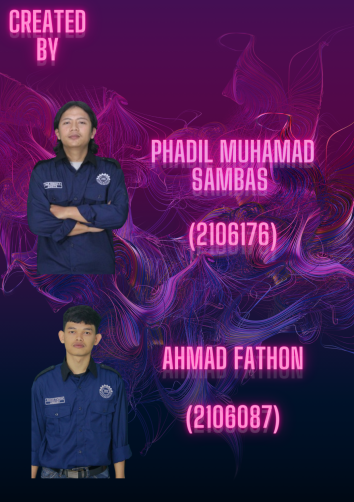 CREATED
BY
PHADIL MUHAMAD
SAMBAS
(2106176)
AHMAD FATHON
(2106087)